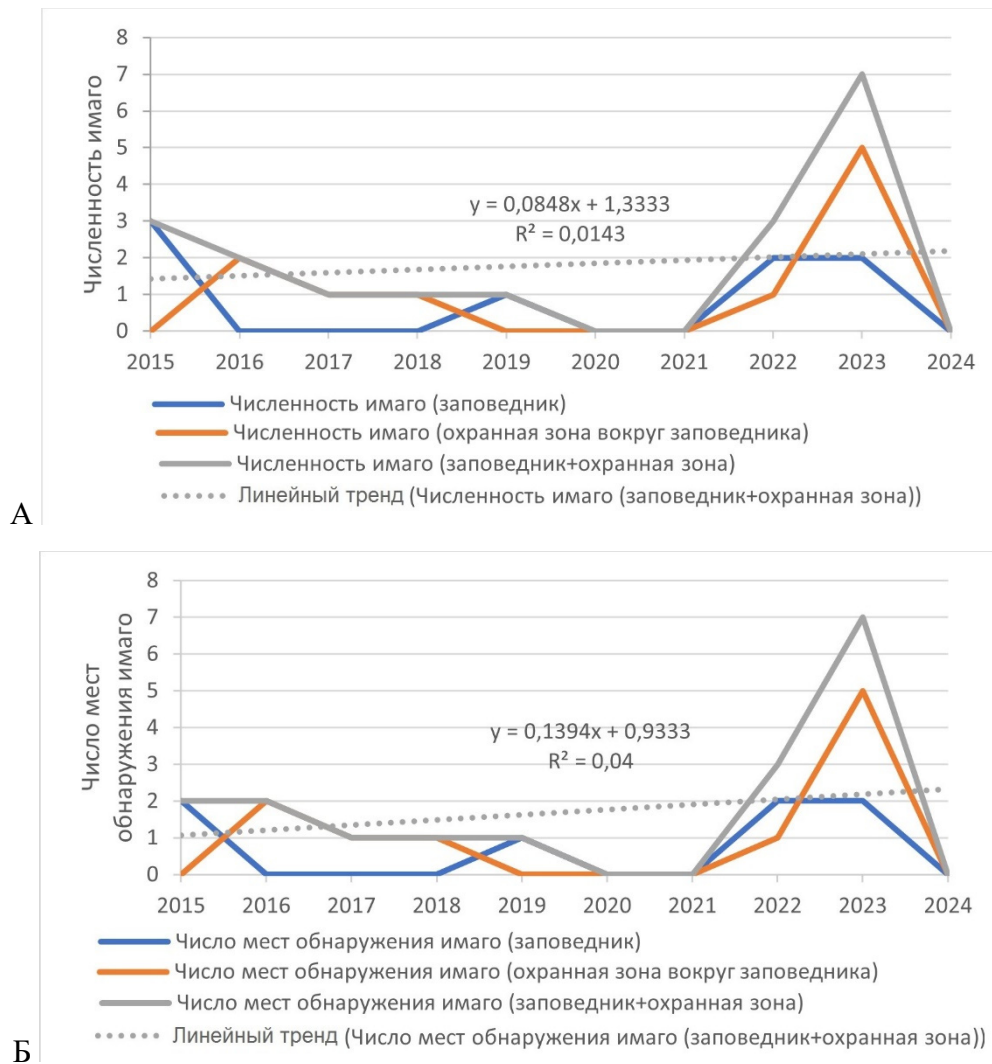 8
7
6
5
4
3
2
1
0
Численность имаго
y = 0,0848x + 1,3333
R² = 0,0143
2015 2016 2017 2018 2019 2020 2021 2022 2023 2024
Численность имаго (заповедник)
Численность имаго (охранная зона вокруг заповедника)
Численность имаго (заповедник+охранная зона)
Линейный тренд (Численность имаго (заповедник+охранная зона))
А
8
7
6
5
4
3
2
1
0
Число мест
обнаружения имаго
y = 0,1394x + 0,9333
R² = 0,04
2015 2016 2017 2018 2019 2020 2021 2022 2023 2024
Число мест обнаружения имаго (заповедник)
Число мест обнаружения имаго (охранная зона вокруг заповедника)
Число мест обнаружения имаго (заповедник+охранная зона)
Линейный тренд (Число мест обнаружения имаго (заповедник+охранная зона))
Б